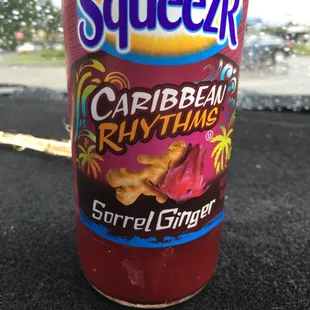 SqueezR
CARIBBEAN
RHYTHMS
Sorrel Ginger